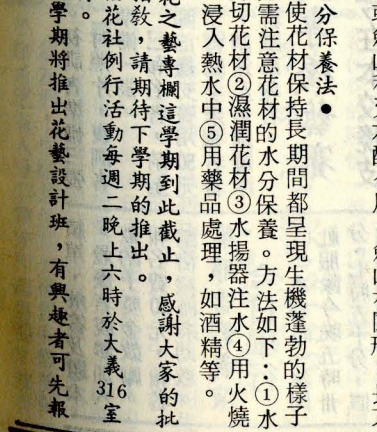 分保養法●
使花材保持長期間都呈現生機蓬勃的樣子
需注意花材的水分保養。方法如下：①水
切花材②濕潤花材③水揚器注水④用火燒
浸入熱水中⑤用藥品處理，如酒精等。
花之藝專欄這學期到此截止，感謝大家的批
指教，請期待下學期的推出。
花社例行活動每週二晚上六時於大義316室
。
學期將推出花藝設計班，有興趣者可先報